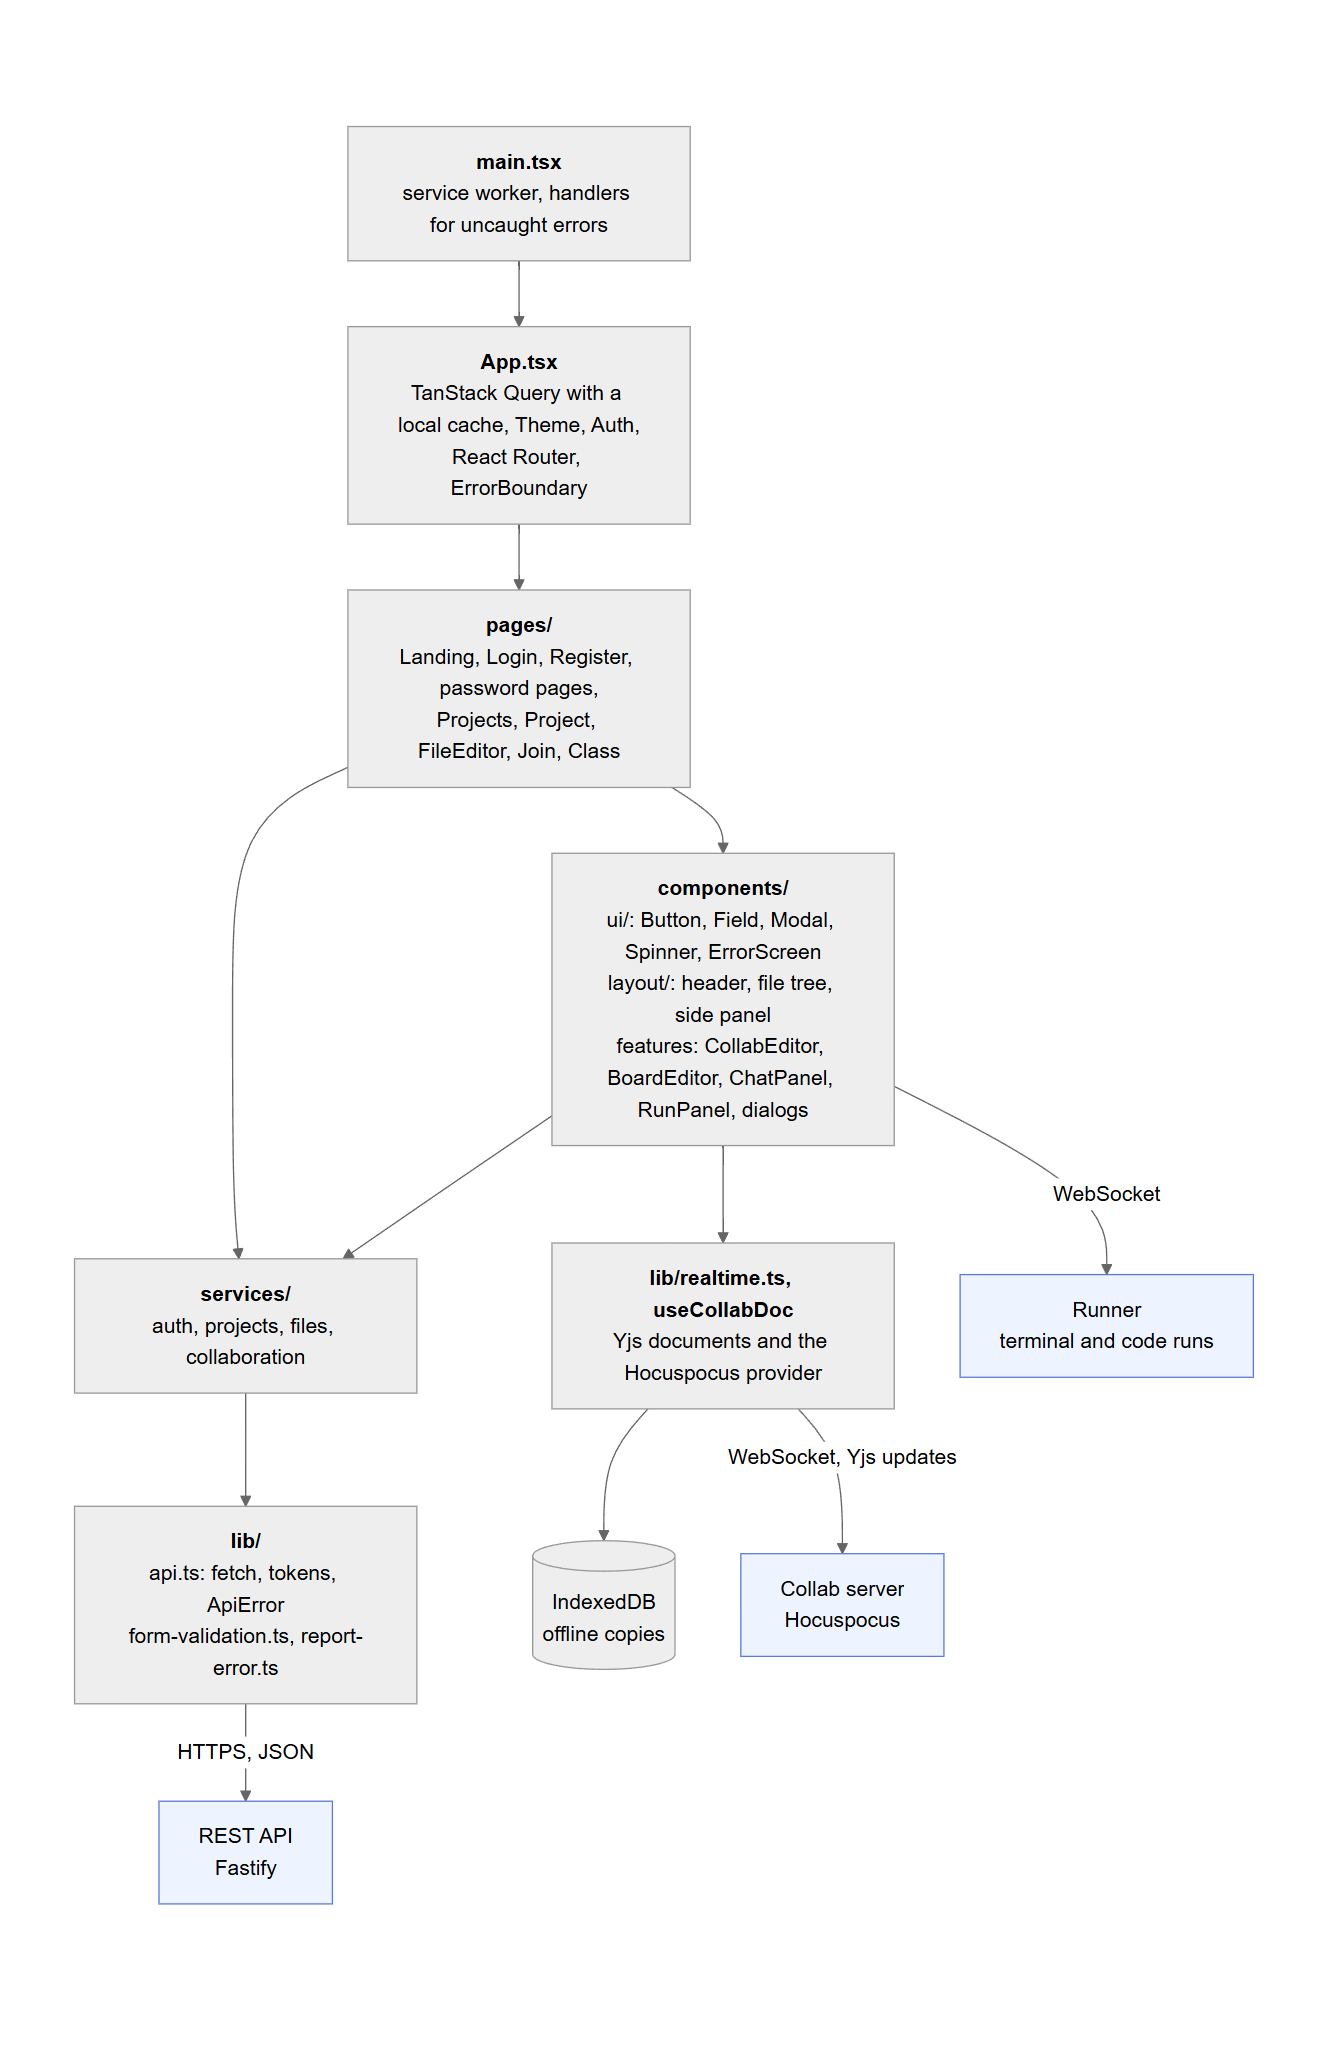 main.tsx
service worker, handlers
for uncaught errors
App.tsx
TanStack Query with a
local cache, Theme, Auth,
React Router,
ErrorBoundary
pages/
Landing, Login, Register,
password pages,
Projects, Project,
FileEditor, Join, Class
components/
ui/: Button, Field, Modal,
Spinner, ErrorScreen
layout/: header, file tree,
side panel
features: CollabEditor,
BoardEditor, ChatPanel,
RunPanel, dialogs
WebSocket
services/
auth, projects, files,
collaboration
lib/realtime.ts,
useCollabDoc
Yjs documents and the
Hocuspocus provider
Runner
terminal and code runs
WebSocket, Yjs updates
lib/
api.ts: fetch, tokens,
ApiError
form-validation.ts, report-
error.ts
IndexedDB
offline copies
Collab server
Hocuspocus
HTTPS, JSON
REST API
Fastify